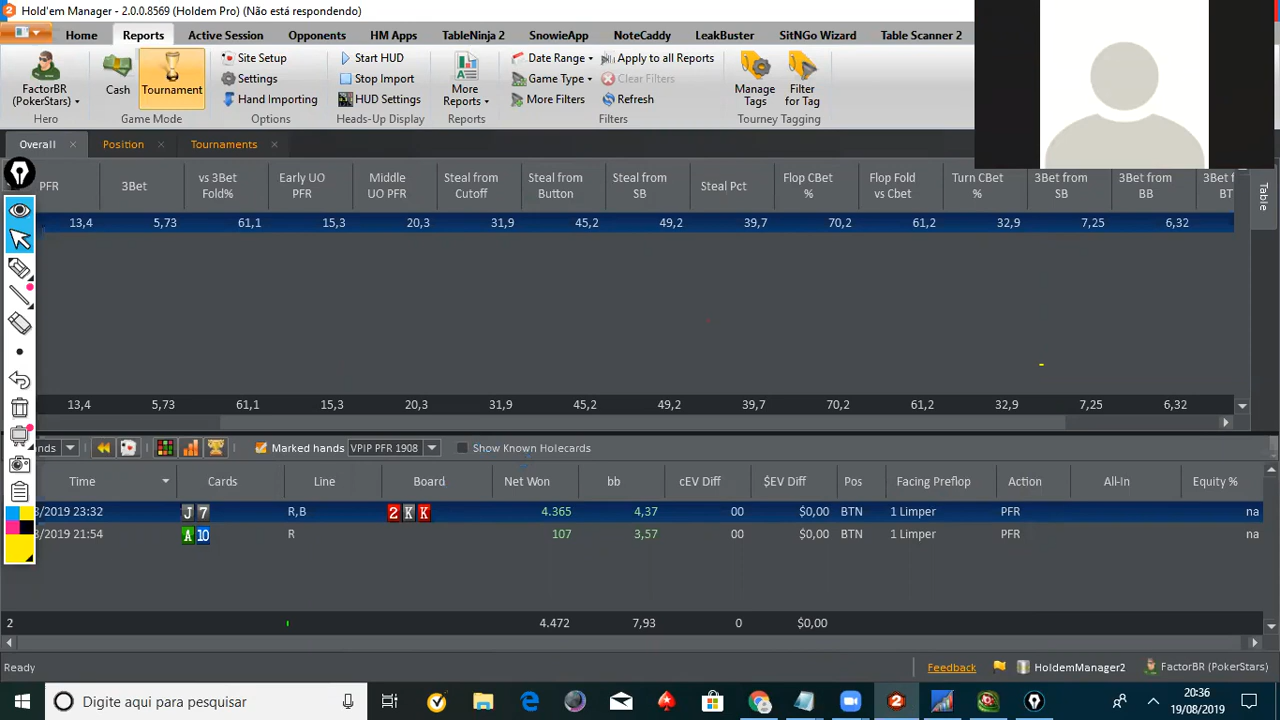 Hold'em Manager - 2.0.0.8569 (Holdem Pro) (Não está respondendo)
Home Reports Active Session Opponents HM Apps TableNinja 2 SnowieApp NoteCaddy LeakBuster SitNGo Wizard Table Scanner 2
FactorBR (PokerStars)
Hero
Cash Tournament
Game Mode
Site Setup
Settings
Hand Importing
Options
Start HUD
Stop Import
HUD Settings
Heads-Up Display
More Reports
Reports
Date Range Apply to all Reports
Game Type Clear Filters
More Filters Refresh
Filters
Manage Tags Filter for Tag
Tourney Tagging
Overall Position Tournaments
PFR 3Bet vs 3Bet Fold% Early UO PFR Middle UO PFR Steal from Cutoff Steal from Button Steal from SB Steal Pct Flop CBet % Flop Fold vs Cbet Turn CBet % 3Bet from SB 3Bet from BB 3Bet f BT
13,4 5,73 61,1 15,3 20,3 31,9 45,2 49,2 39,7 70,2 61,2 32,9 7,25 6,32
13,4 5,73 61,1 15,3 20,3 31,9 45,2 49,2 39,7 70,2 61,2 32,9 7,25 6,32
Table
nds Marked hands VPIP PFR 1908 Show Known Holecards
Time Cards Line Board Net Won bb cEV Diff $EV Diff Pos Facing Preflop Action All-In Equity %
8/2019 23:32 J 7 R,B 2 K K 4.365 4,37 00 $0,00 BTN 1 Limper PFR na
8/2019 21:54 A 10 R 107 3,57 00 $0,00 BTN 1 Limper PFR na
2 4.472 7,93 0 $0,00
Ready Feedback HoldemManager2 FactorBR (PokerStars)
Digite aqui para pesquisar
20:36
19/08/2019